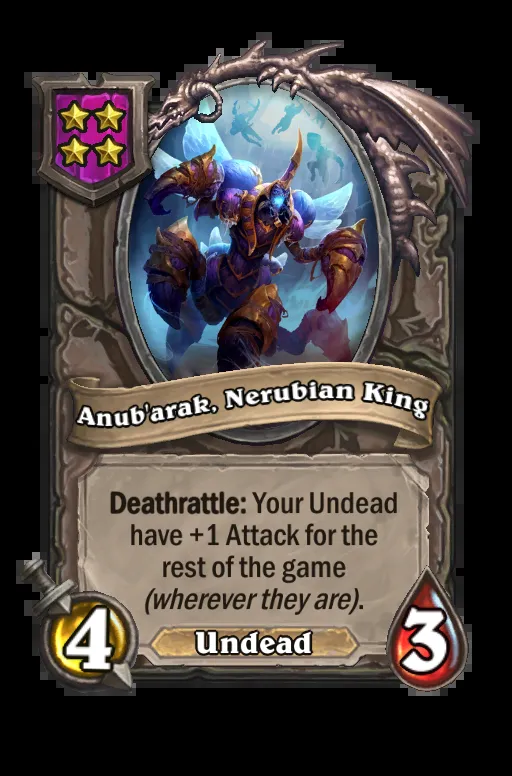 Anub'arak, Nerubian King
Deathrattle: Your Undead
have +1 Attack for the
rest of the game
(wherever they are).
4
Undead
3